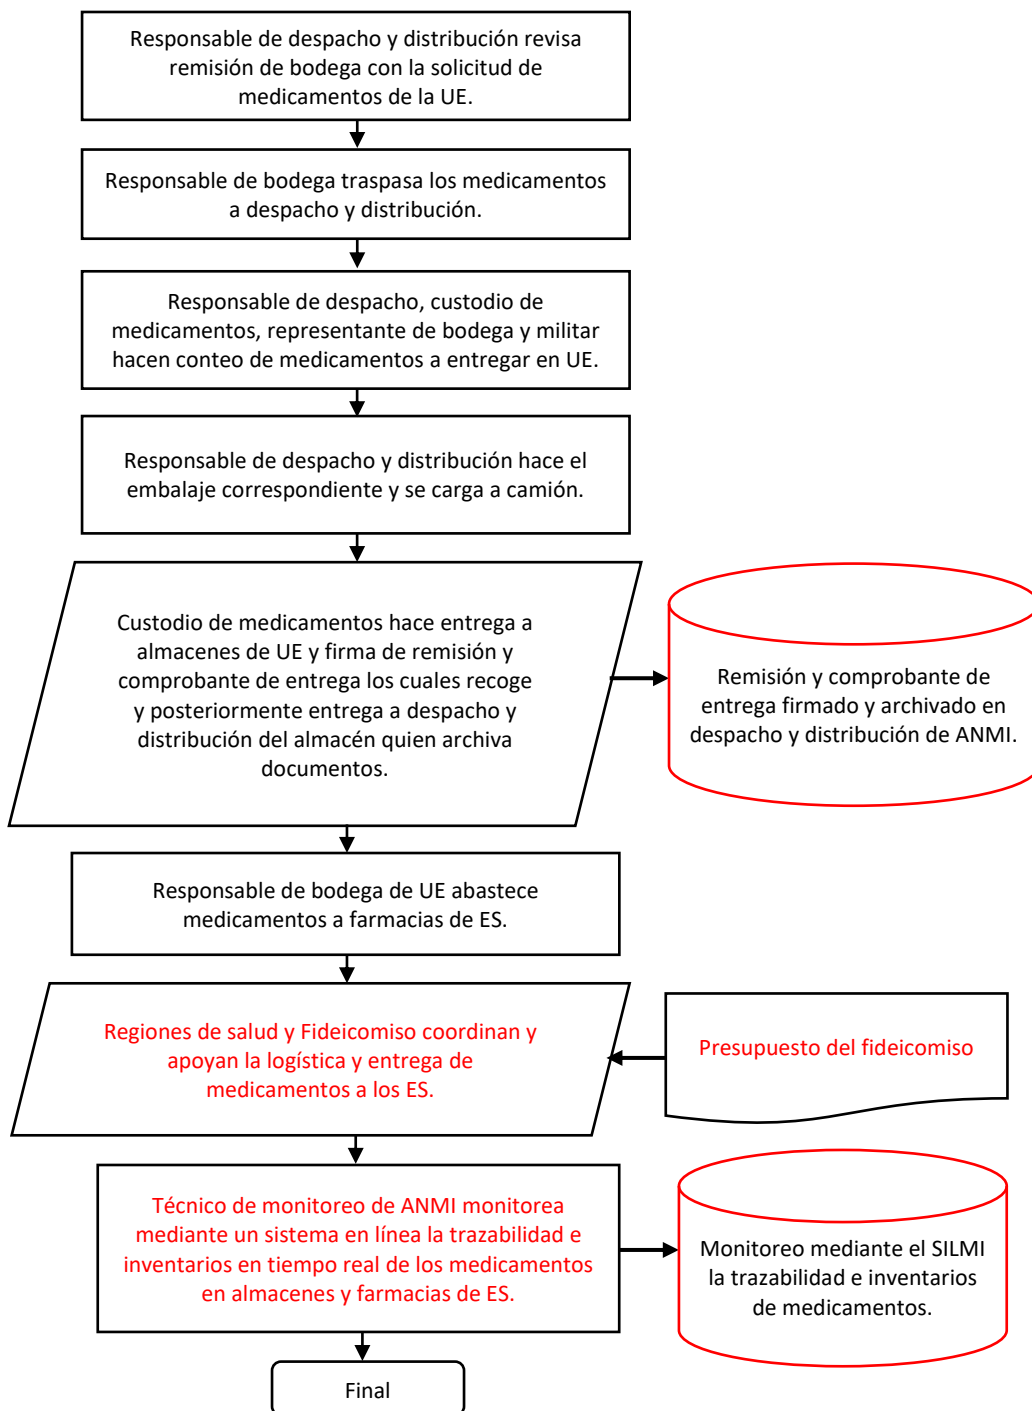 Responsable de despacho y distribución revisa
remisión de bodega con la solicitud de
medicamentos de la UE.
Responsable de bodega traspasa los medicamentos
a despacho y distribución.
Responsable de despacho, custodio de
medicamentos, representante de bodega y militar
hacen conteo de medicamentos a entregar en UE.
Responsable de despacho y distribución hace el
embalaje correspondiente y se carga a camión.
Custodio de medicamentos hace entrega a
almacenes de UE y firma de remisión y
comprobante de entrega los cuales recoge
y posteriormente entrega a despacho y
distribución del almacén quien archiva
documentos.
Remisión y comprobante de
entrega firmado y archivado en
despacho y distribución de ANMI.
Responsable de bodega de UE abastece
medicamentos a farmacias de ES.
Regiones de salud y Fideicomiso coordinan y
apoyan la logística y entrega de
medicamentos a los ES.
Presupuesto del fideicomiso
Técnico de monitoreo de ANMI monitorea
mediante un sistema en línea la trazabilidad e
inventarios en tiempo real de los medicamentos
en almacenes y farmacias de ES.
Monitoreo mediante el SILMI
la trazabilidad e inventarios
de medicamentos.
Final